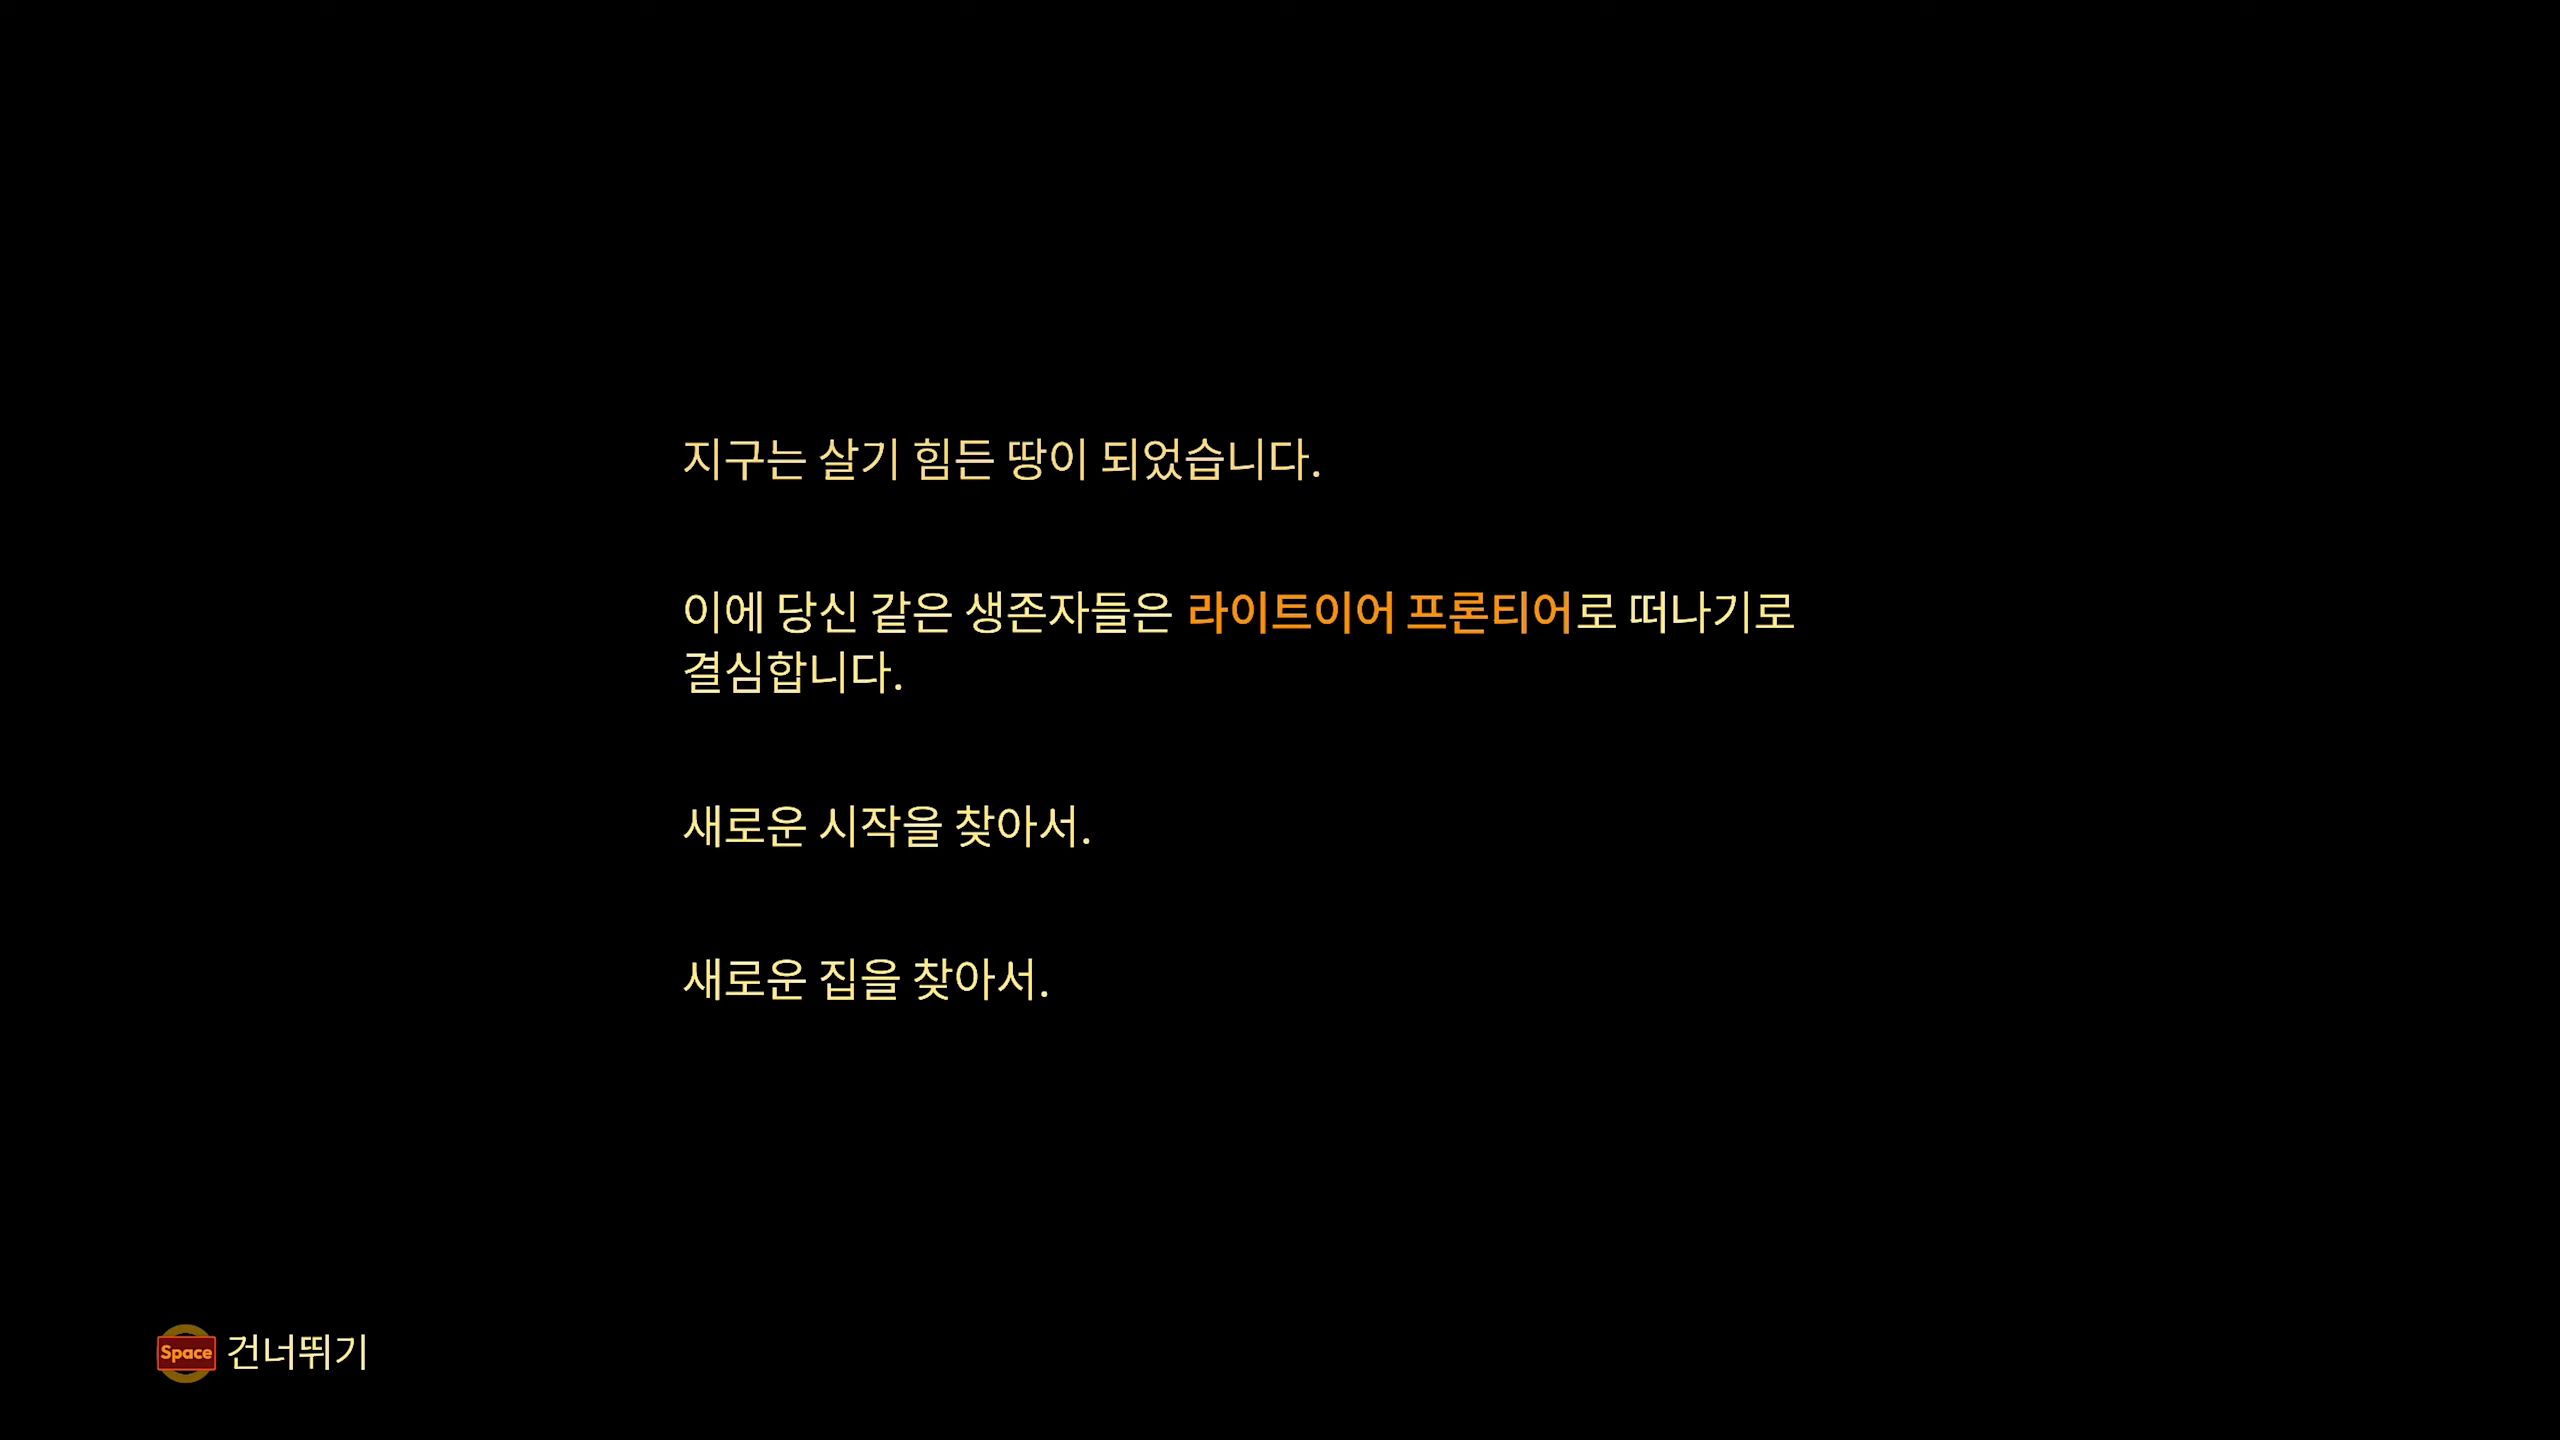 지구는 살기 힘든 땅이 되었습니다.
이에 당신 같은 생존자들은 라이트이어 프론티어로 떠나기로
결심합니다.
새로운 시작을 찾아서.
새로운 집을 찾아서.
Space 건너뛰기